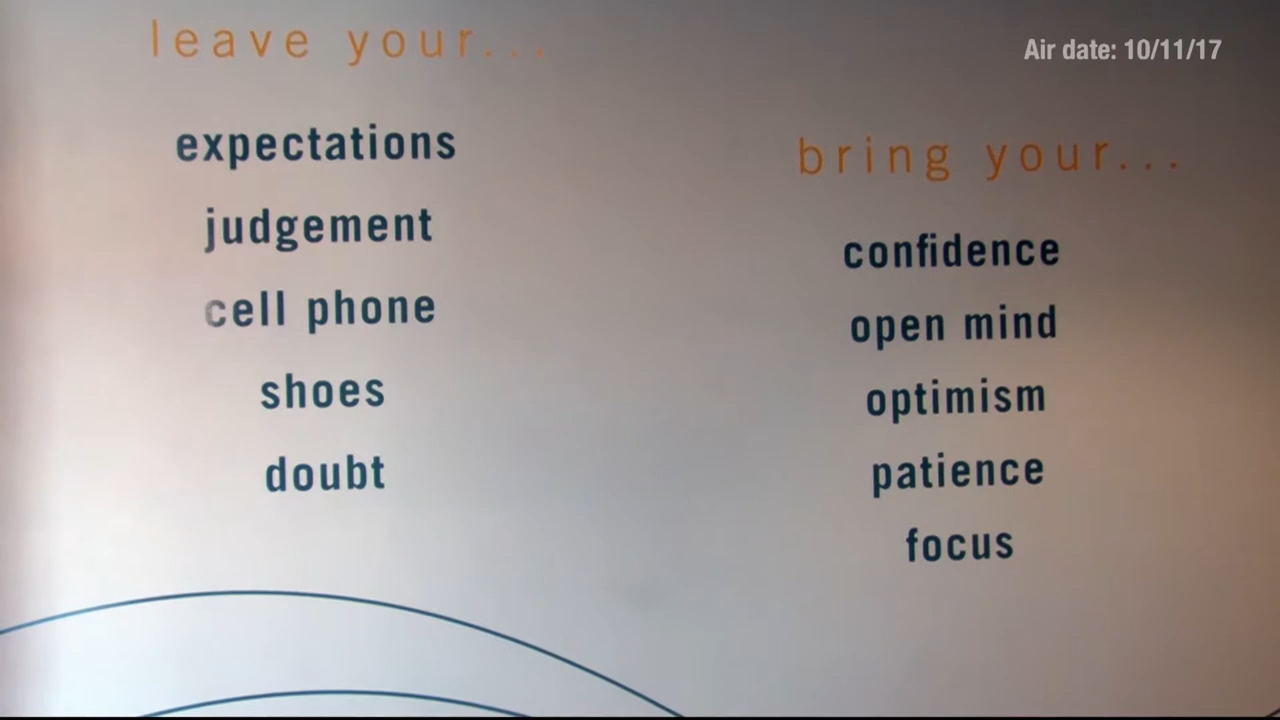 leave your...
expectations
judgement
cell phone
shoes
doubt
Air date: 10/11/17
bring your...
confidence
open mind
optimism
patience
focus